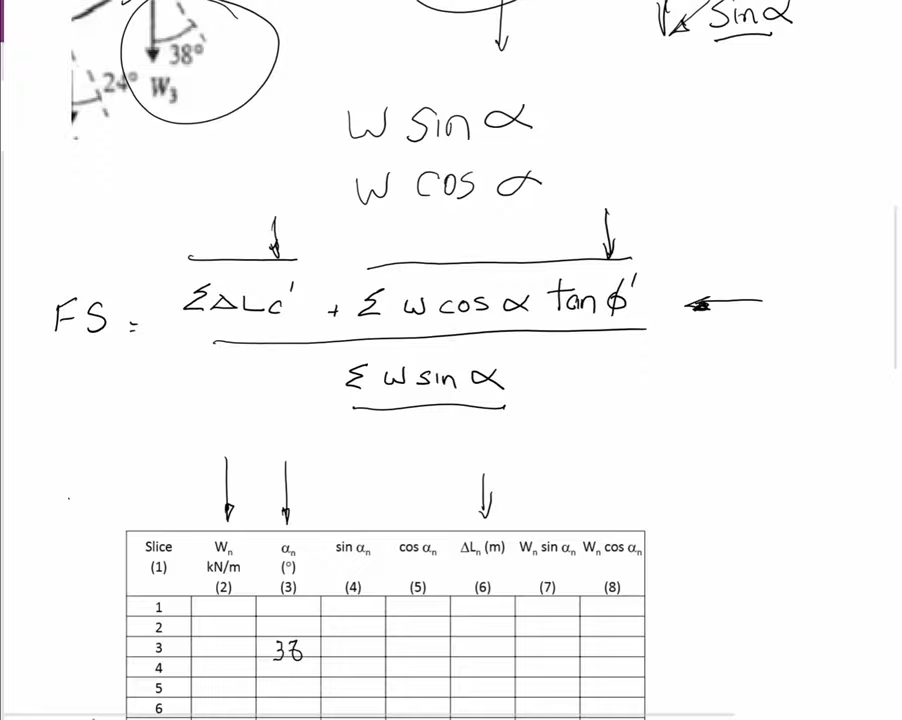 sinα
38°
24° W₃
W sin α
W cos α
FS = ΣΔLc' + Σ W cos α tan ϕ'
Σ W sin α
Slice Wₙ αₙ sin αₙ cos αₙ ΔLₙ (m) Wₙ sin αₙ Wₙ cos αₙ
(1) kN/m (°)
(2) (3) (4) (5) (6) (7) (8)
1
2
3 38
4
5
6